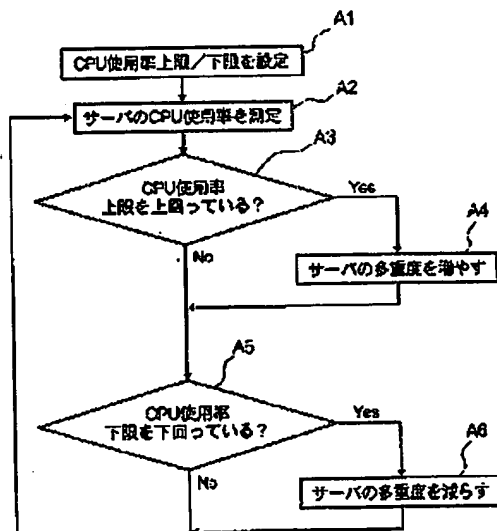 A1
CPU使用率上限／下限を設定
A2
サーバのCPU使用率を測定
A3
CPU使用率
上限を上回っている？
Yes
A4
No
サーバの多重度を増やす
A5
CPU使用率
下限を下回っている？
Yes
A6
No
サーバの多重度を減らす